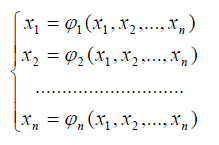 x₁ = φ₁(x₁, x₂, ..., xₙ)
x₂ = φ₂(x₁, x₂, ..., xₙ)
..............................
xₙ = φₙ(x₁, x₂, ..., xₙ)